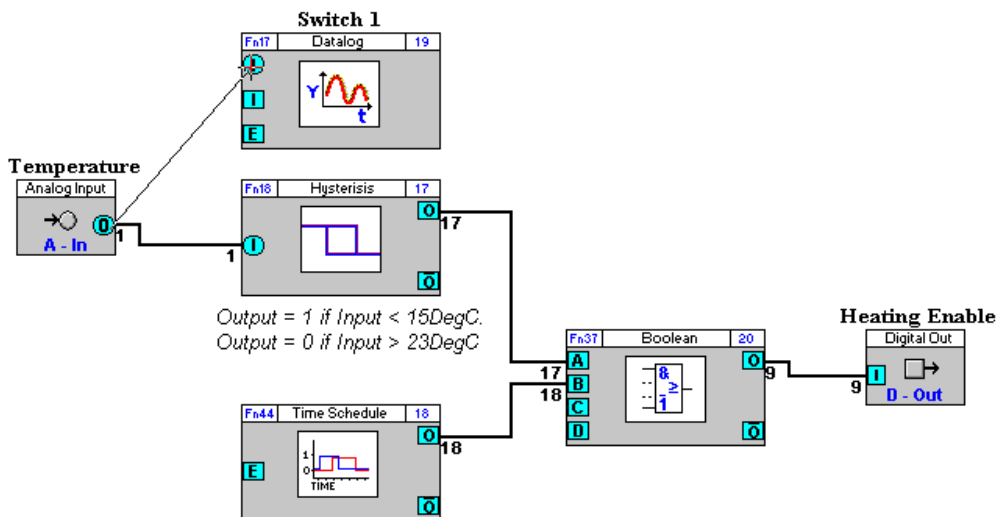 Switch 1
Fn17 Datalog 19
I
I
E
Y
t
Temperature
Analog Input
O
A - In
1
Fn18 Hysterisis 17
1
I
O
17
O
Output = 1 if Input < 15DegC.
Output = 0 if Input > 23DegC
Fn44 Time Schedule 18
E
1
0
TIME
O
18
O
Fn37 Boolean 20
17
A
18
B
C
D
&
≥
1
O
9
O
Heating Enable
Digital Out
9
I
D - Out